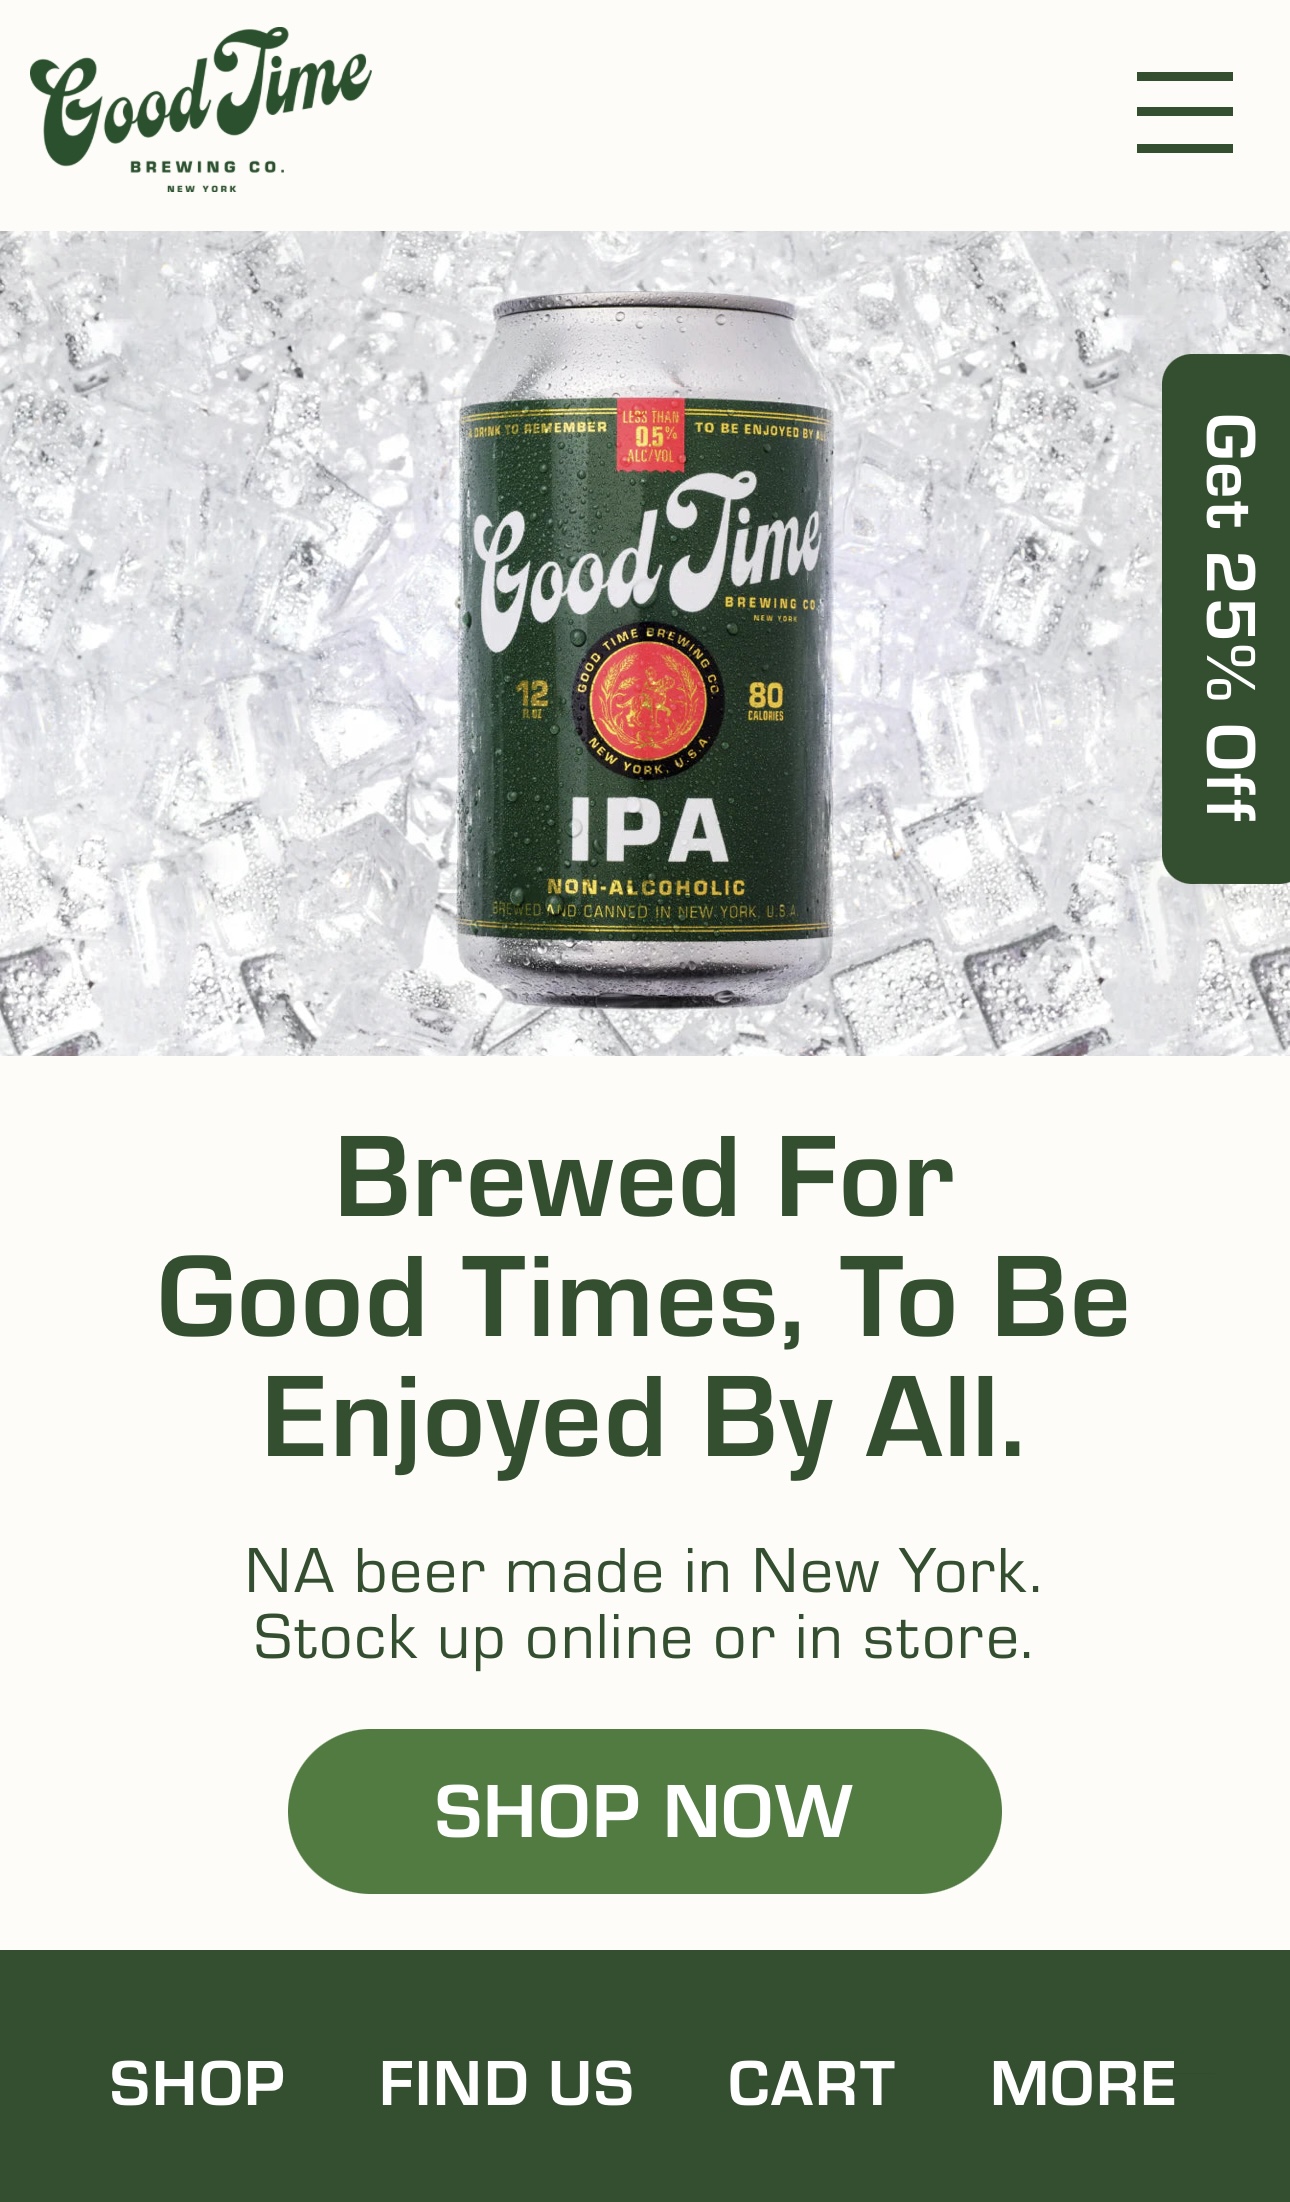 Good Time
BREWING CO.
NEW YORK
A DRINK TO REMEMBER
LESS THAN
0.5%
ALC/VOL
TO BE ENJOYED BY ALL
Good Time
BREWING CO.
NEW YORK
GOOD TIME BREWING CO.
NEW YORK, U.S.A.
12
FL OZ
80
CALORIES
IPA
NON-ALCOHOLIC
BREWED AND CANNED IN NEW YORK, U.S.A.
Get 25% Off
Brewed For
Good Times, To Be
Enjoyed By All.
NA beer made in New York.
Stock up online or in store.
SHOP NOW
SHOP FIND US CART MORE